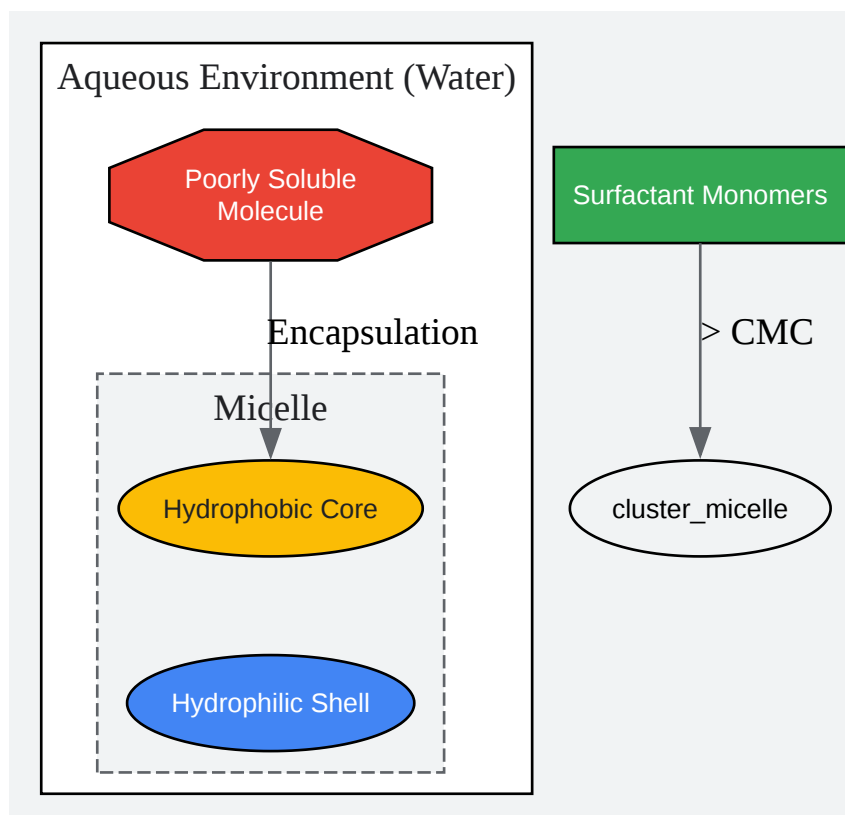 Aqueous Environment (Water)
Poorly Soluble
Molecule
Surfactant Monomers
Encapsulation
> CMC
Micelle
Hydrophobic Core
cluster_micelle
Hydrophilic Shell